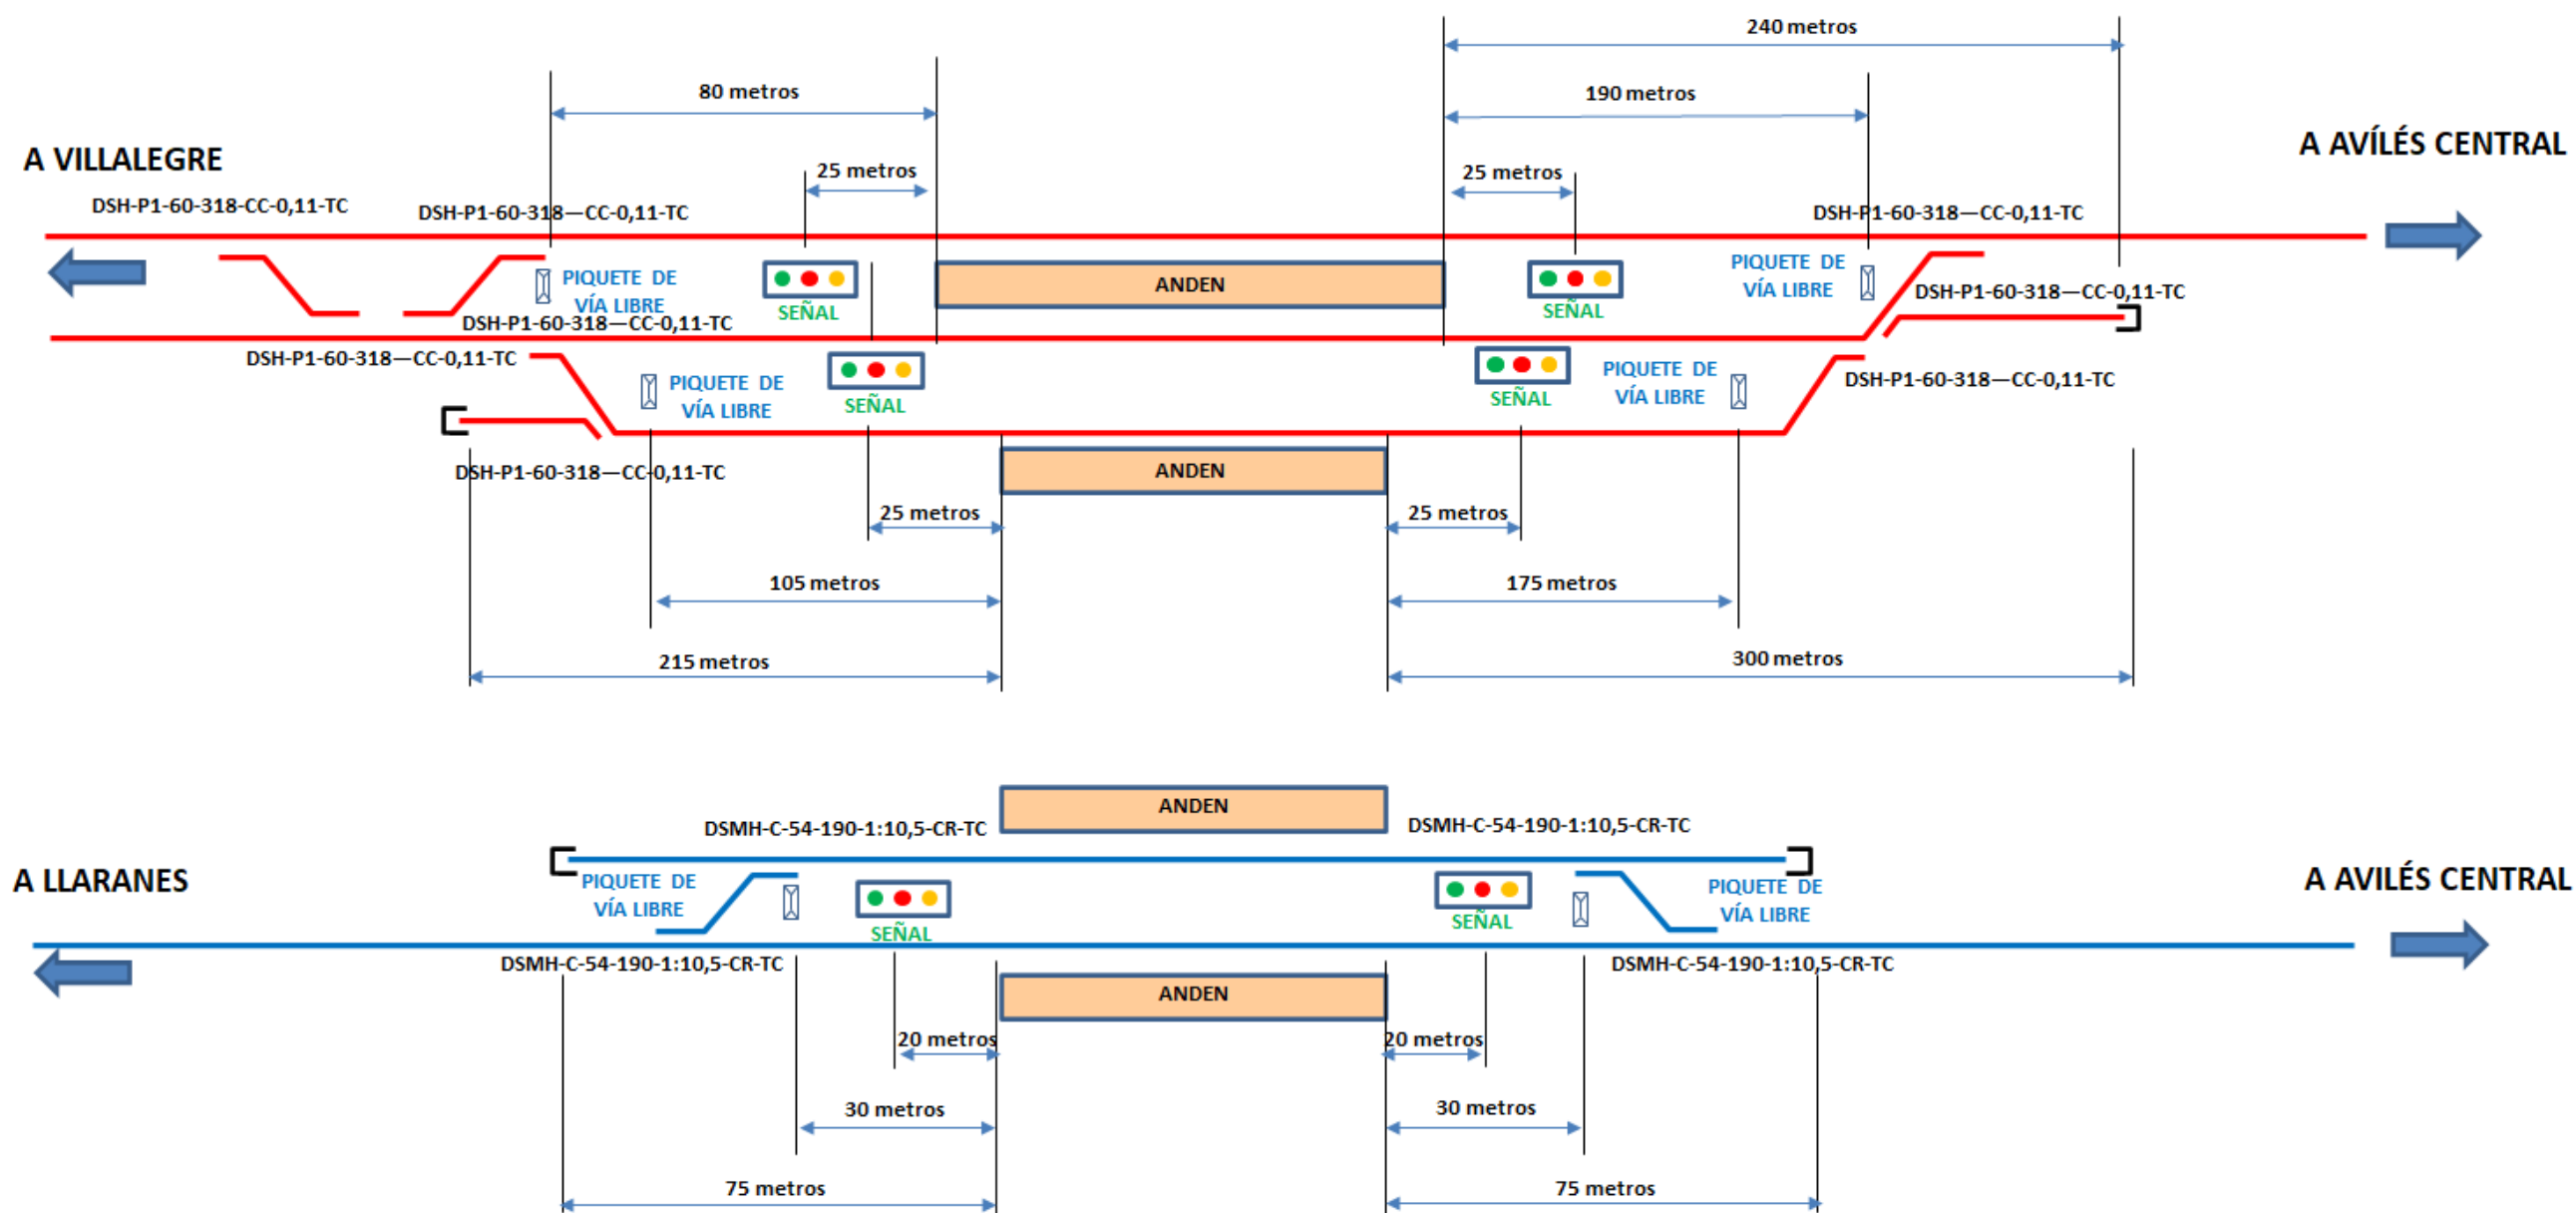 240 metros
80 metros
190 metros
A VILLALEGRE
A AVÍLÉS CENTRAL
25 metros
25 metros
DSH-P1-60-318-CC-0,11-TC
DSH-P1-60-318—CC-0,11-TC
DSH-P1-60-318—CC-0,11-TC
PIQUETE DE
VÍA LIBRE
SEÑAL
ANDEN
SEÑAL
PIQUETE DE
VÍA LIBRE
DSH-P1-60-318—CC-0,11-TC
DSH-P1-60-318—CC-0,11-TC
DSH-P1-60-318—CC-0,11-TC
PIQUETE DE
VÍA LIBRE
SEÑAL
SEÑAL
PIQUETE DE
VÍA LIBRE
DSH-P1-60-318—CC-0,11-TC
DSH-P1-60-318—CC-0,11-TC
ANDEN
25 metros
25 metros
105 metros
175 metros
215 metros
300 metros
ANDEN
DSMH-C-54-190-1:10,5-CR-TC
DSMH-C-54-190-1:10,5-CR-TC
A LLARANES
A AVILÉS CENTRAL
PIQUETE DE
VÍA LIBRE
SEÑAL
SEÑAL
PIQUETE DE
VÍA LIBRE
DSMH-C-54-190-1:10,5-CR-TC
DSMH-C-54-190-1:10,5-CR-TC
ANDEN
20 metros
20 metros
30 metros
30 metros
75 metros
75 metros